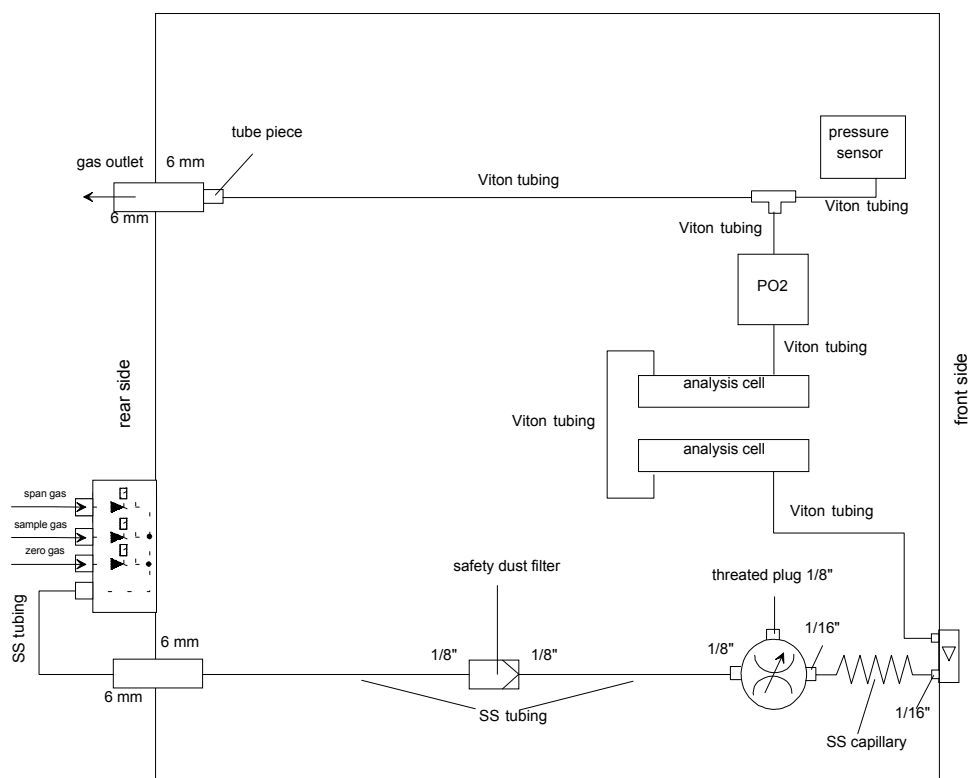 pressure
sensor
tube piece
gas outlet
6 mm
Viton tubing
Viton tubing
6 mm
Viton tubing
PO2
Viton tubing
rear side
front side
analysis cell
Viton tubing
analysis cell
span gas
Viton tubing
sample gas
zero gas
safety dust filter
threated plug 1/8"
SS tubing
6 mm
1/16"
1/8"
1/8"
1/8"
6 mm
SS tubing
1/16"
SS capillary